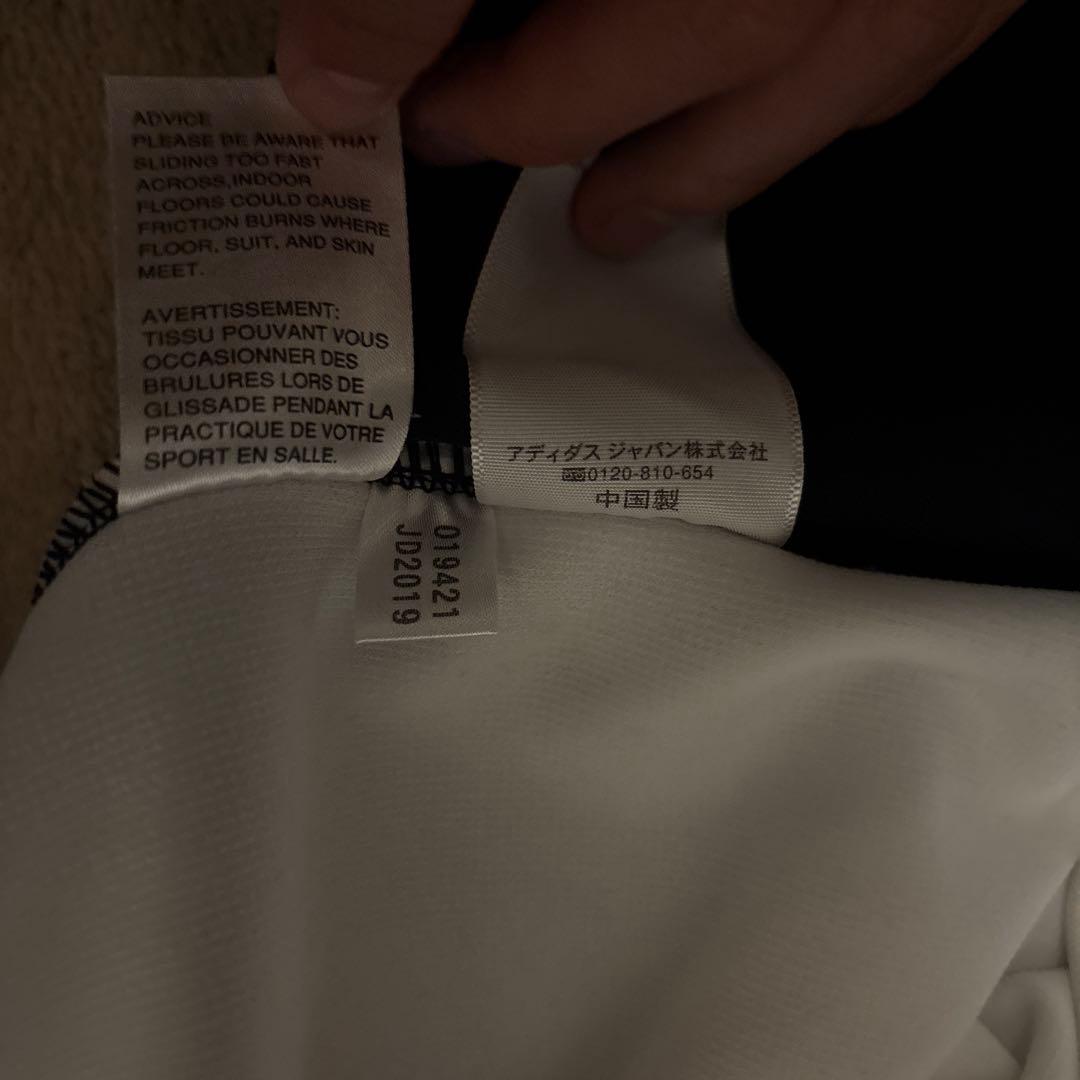 ADVICE
PLEASE BE AWARE THAT
SLIDING TOO FAST
ACROSS,INDOOR
FLOORS COULD CAUSE
FRICTION BURNS WHERE
FLOOR, SUIT, AND SKIN
MEET.
AVERTISSEMENT:
TISSU POUVANT VOUS
OCCASIONNER DES
BRULURES LORS DE
GLISSADE PENDANT LA
PRACTIQUE DE VOTRE
SPORT EN SALLE.
アディダス ジャパン株式会社
0120-810-654
中国製
019421
JD2019